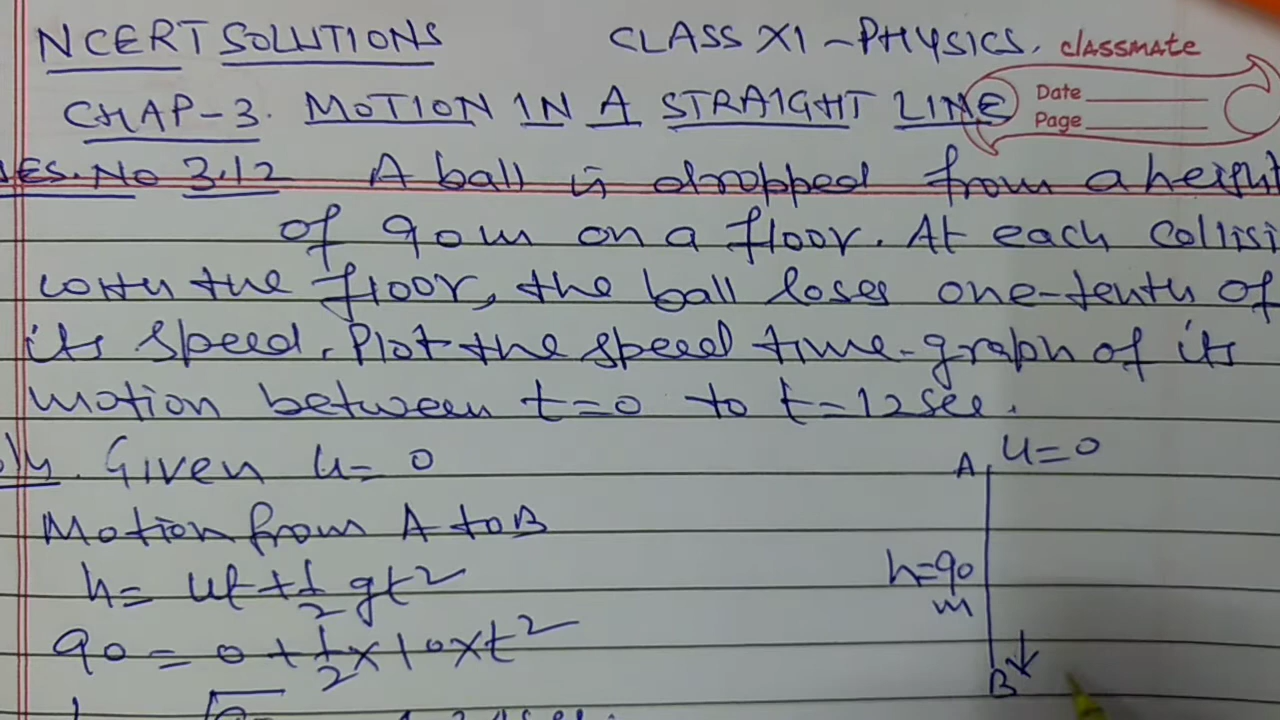 NCERT SOLUTIONS CLASS XI - PHYSICS. classmate
CHAP-3. MOTION IN A STRAIGHT LINE
Date
Page
ES. No 3.12 A ball is dropped from a height
of 90m on a floor. At each collisi
with the floor, the ball loses one-tenth of
its speed. Plot the speed time-graph of its
motion between t=0 to t=12sec.
Given u=0
A u=0
Motion from A to B
h= ut+1/2 gt²
h=90
m
90 = 0 + 1/2 x 10 x t²
B